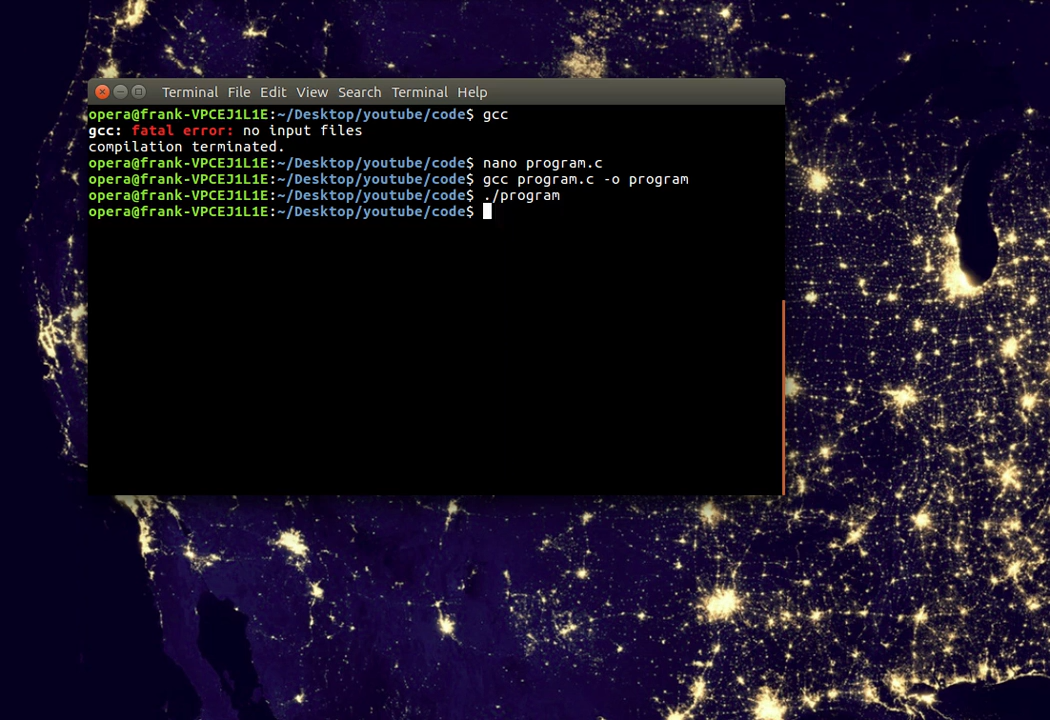 Terminal File Edit View Search Terminal Help
opera@frank-VPCEJ1L1E:~/Desktop/youtube/code$ gcc
gcc: fatal error: no input files
compilation terminated.
opera@frank-VPCEJ1L1E:~/Desktop/youtube/code$ nano program.c
opera@frank-VPCEJ1L1E:~/Desktop/youtube/code$ gcc program.c -o program
opera@frank-VPCEJ1L1E:~/Desktop/youtube/code$ ./program
opera@frank-VPCEJ1L1E:~/Desktop/youtube/code$